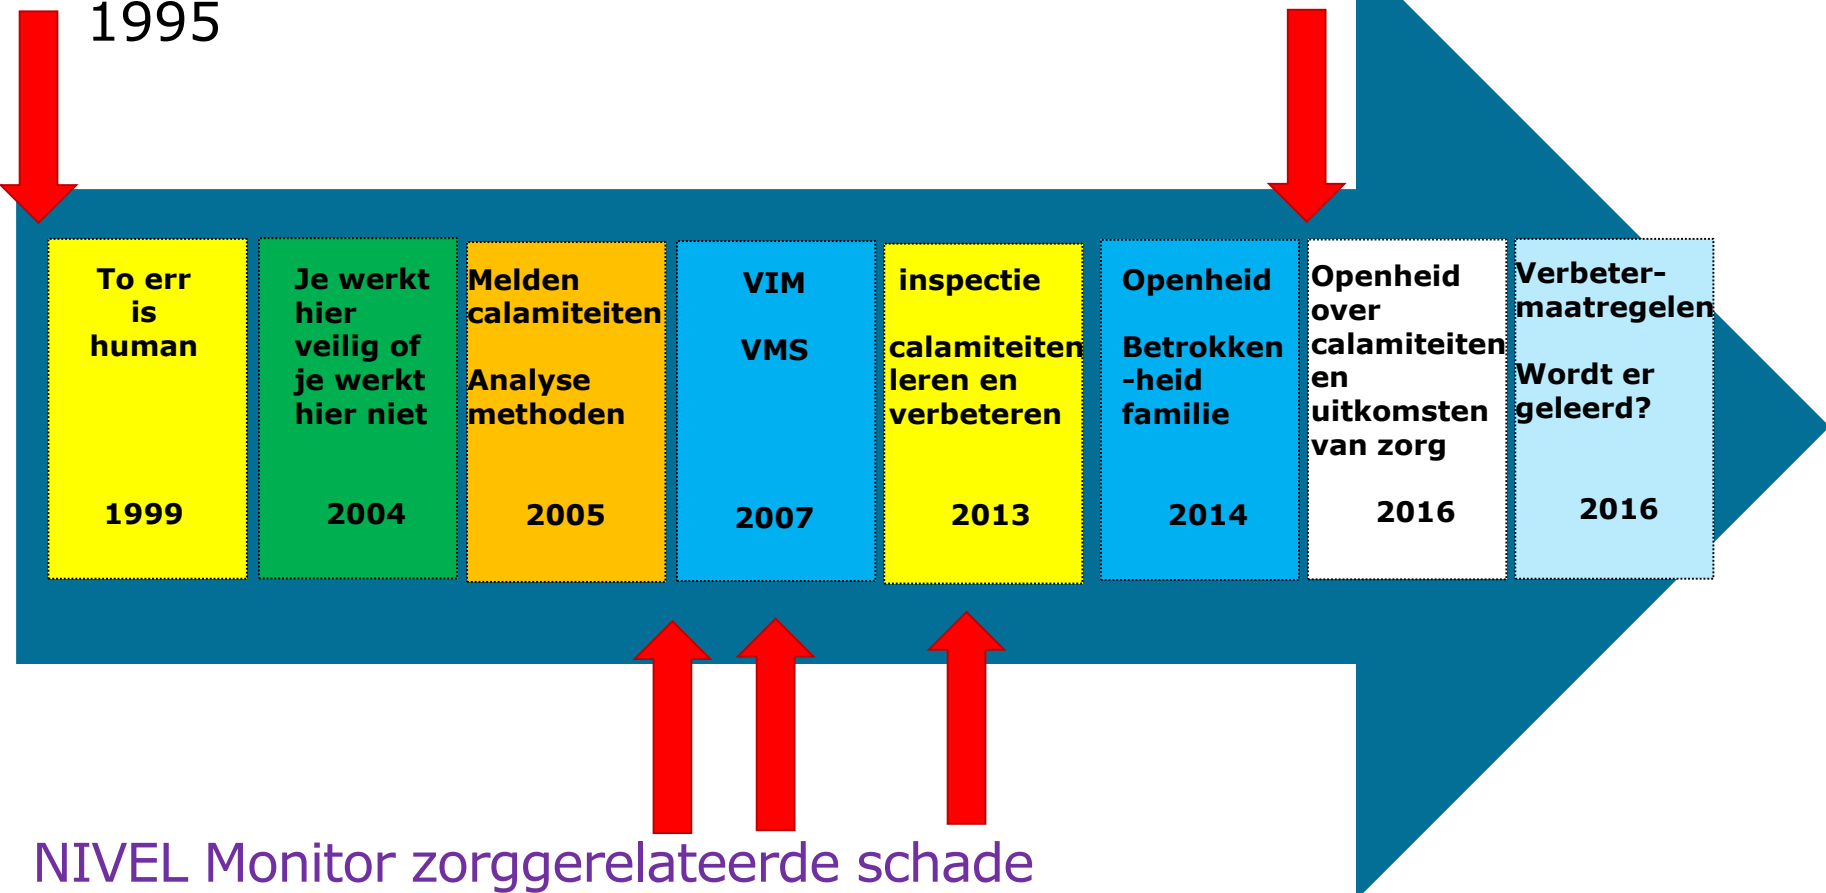 1995
To err
is
human
1999
Je werkt
hier
veilig of
je werkt
hier niet
2004
Melden
calamiteiten
Analyse
methoden
2005
VIM
VMS
2007
inspectie
calamiteiten
leren en
verbeteren
2013
Openheid
Betrokken
-heid
familie
2014
Openheid
over
calamiteiten
en
uitkomsten
van zorg
2016
Verbeter-
maatregelen
Wordt er
geleerd?
2016
NIVEL Monitor zorggerelateerde schade